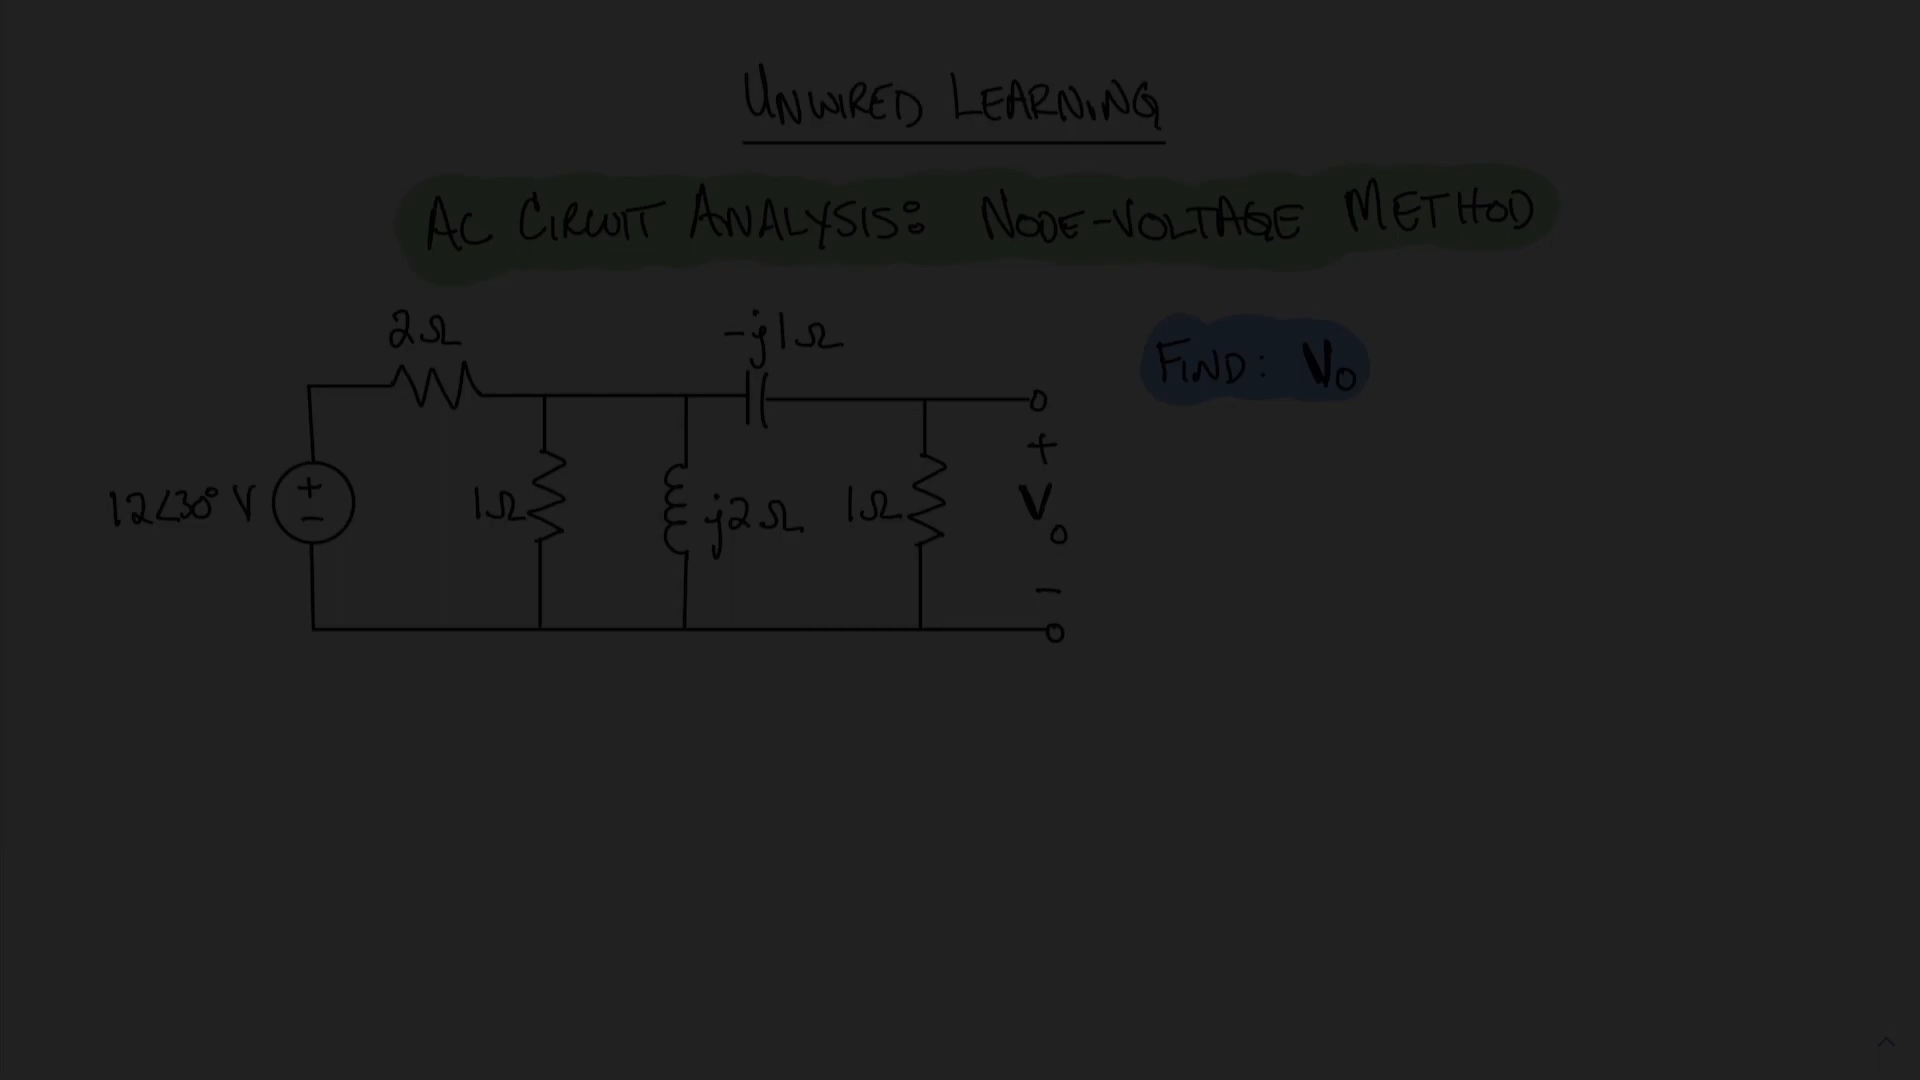 UNWIRED LEARNING
AC CIRCUIT ANALYSIS: NODE-VOLTAGE METHOD
2Ω
-j1Ω
FIND: V₀
12∠30° V
+
−
1Ω
j2Ω
1Ω
+
V₀
−